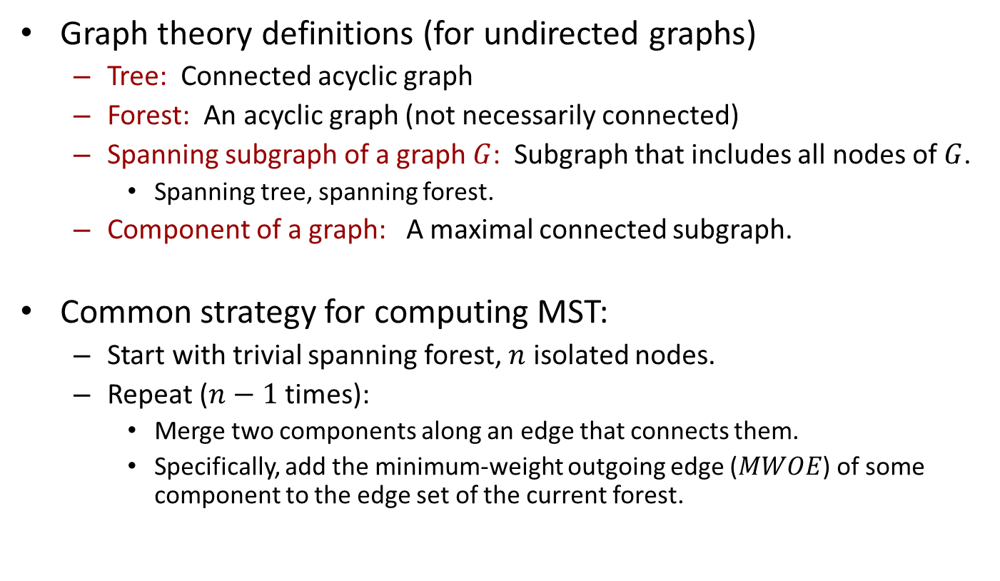 • Graph theory definitions (for undirected graphs)
– Tree: Connected acyclic graph
– Forest: An acyclic graph (not necessarily connected)
– Spanning subgraph of a graph G: Subgraph that includes all nodes of G.
• Spanning tree, spanning forest.
– Component of a graph: A maximal connected subgraph.
• Common strategy for computing MST:
– Start with trivial spanning forest, n isolated nodes.
– Repeat (n − 1 times):
• Merge two components along an edge that connects them.
• Specifically, add the minimum-weight outgoing edge (MWOE) of some
component to the edge set of the current forest.